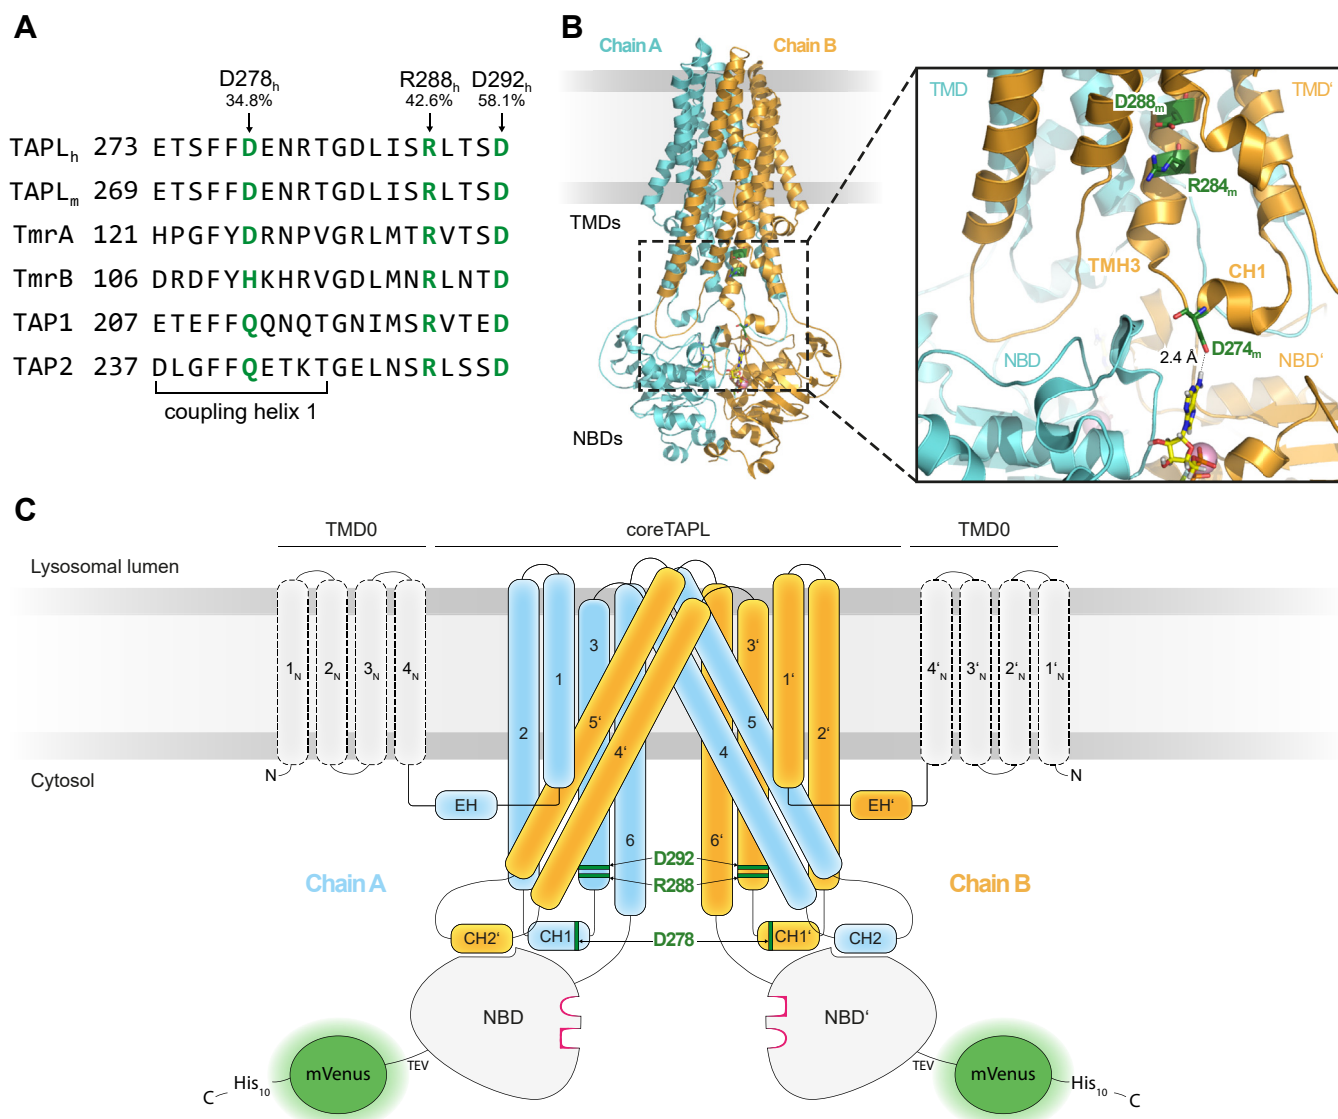 A
D278h R288h D292h
34.8% 42.6% 58.1%
TAPLh 273 ETSFFDENRTGDLISRLTSD
TAPLm 269 ETSFFDENRTGDLISRLTSD
TmrA 121 HPGFYDRNPVGRLMTRVTSD
TmrB 106 DRDFYHKHRVGDLMNRLNTD
TAP1 207 ETEFFQQNQTGNIMSRVTED
TAP2 237 DLGFFQETKTGELNSRLSSD
coupling helix 1
B
Chain A Chain B
TMDs
NBDs
TMD TMD‘
D288m
R284m
TMH3 CH1
D274m
2.4 Å
NBD NBD‘
C
TMD0 coreTAPL TMD0
Lysosomal lumen
1N 2N 3N 4N 2 1 3 5‘ 4‘ 6 4 5 6‘ 3‘ 1‘ 2‘ 4‘N 3‘N 2‘N 1‘N
Cytosol
N N
EH EH‘
Chain A D292 Chain B
R288
CH2‘ CH1 D278 CH1‘ CH2
NBD NBD‘
TEV TEV
C His10 mVenus mVenus His10 C